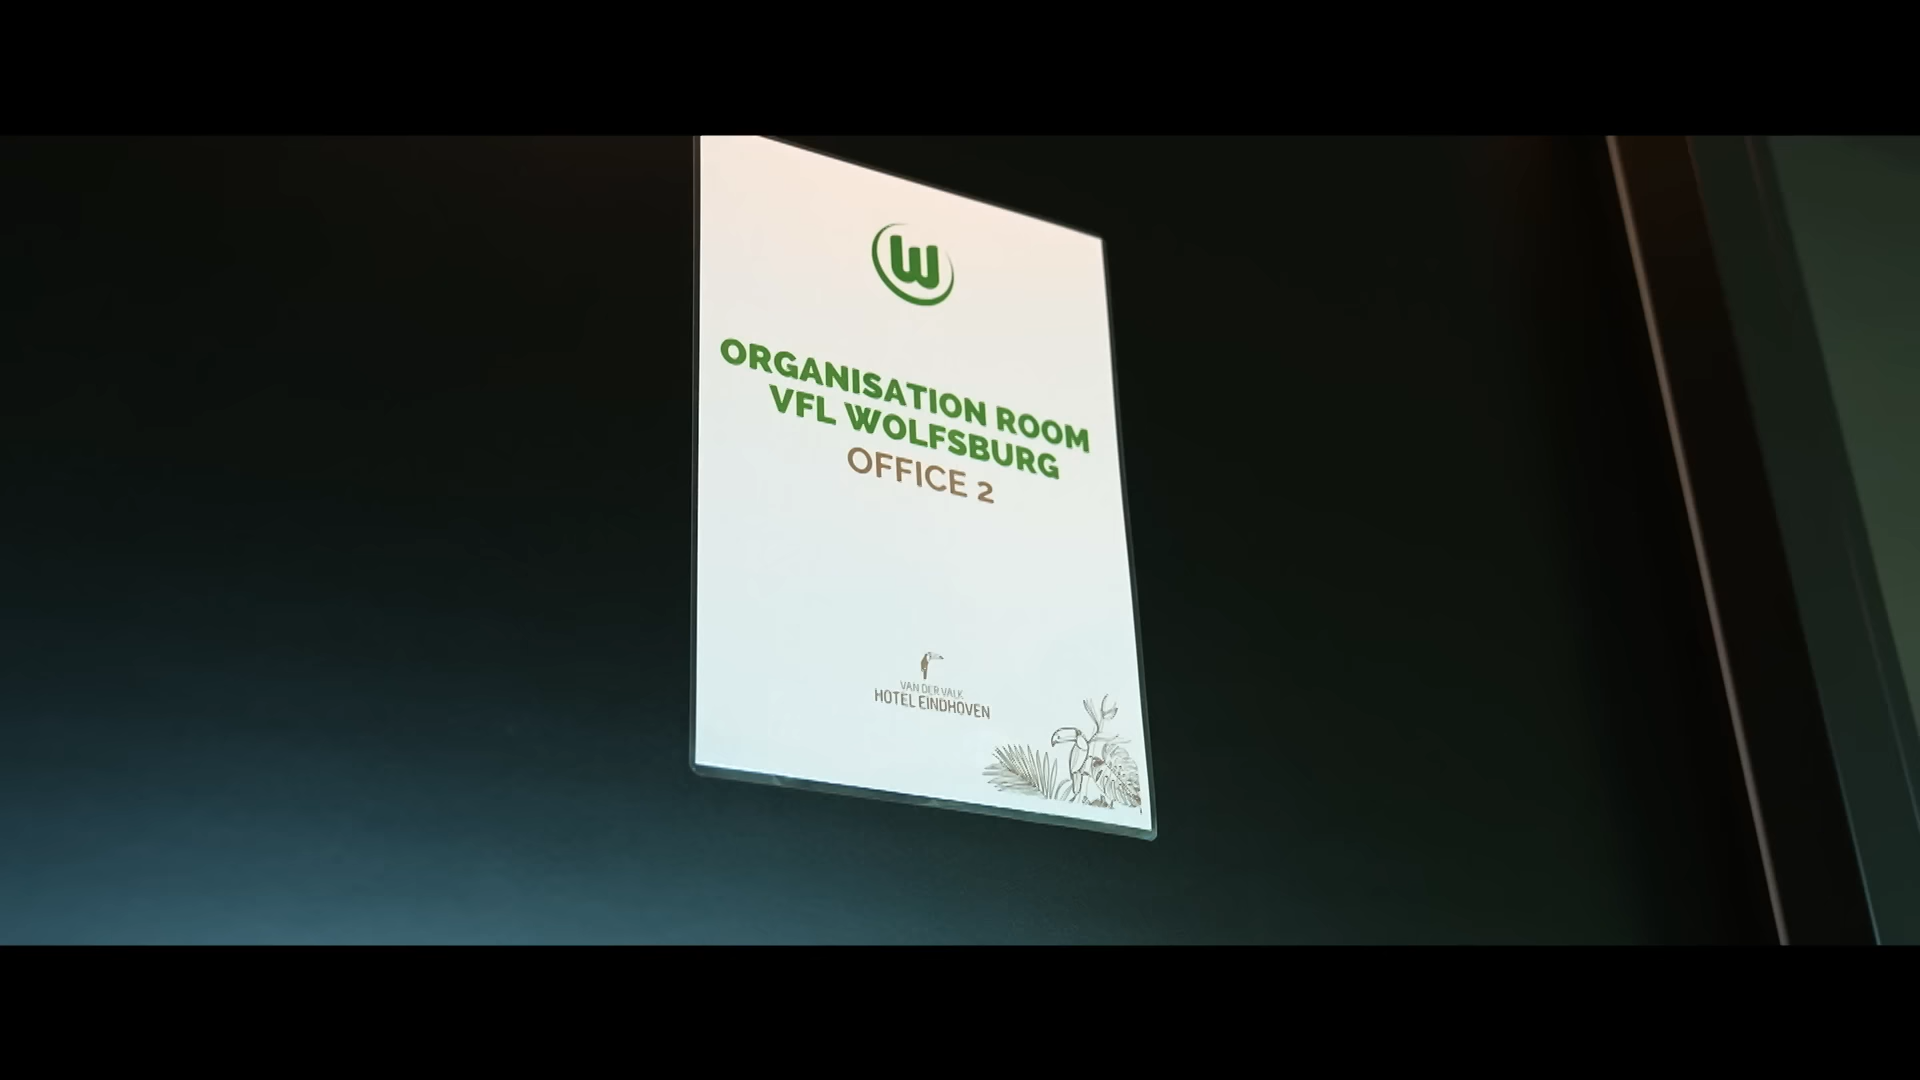 W
ORGANISATION ROOM
VFL WOLFSBURG
OFFICE 2
VAN DER VALK
HOTEL EINDHOVEN